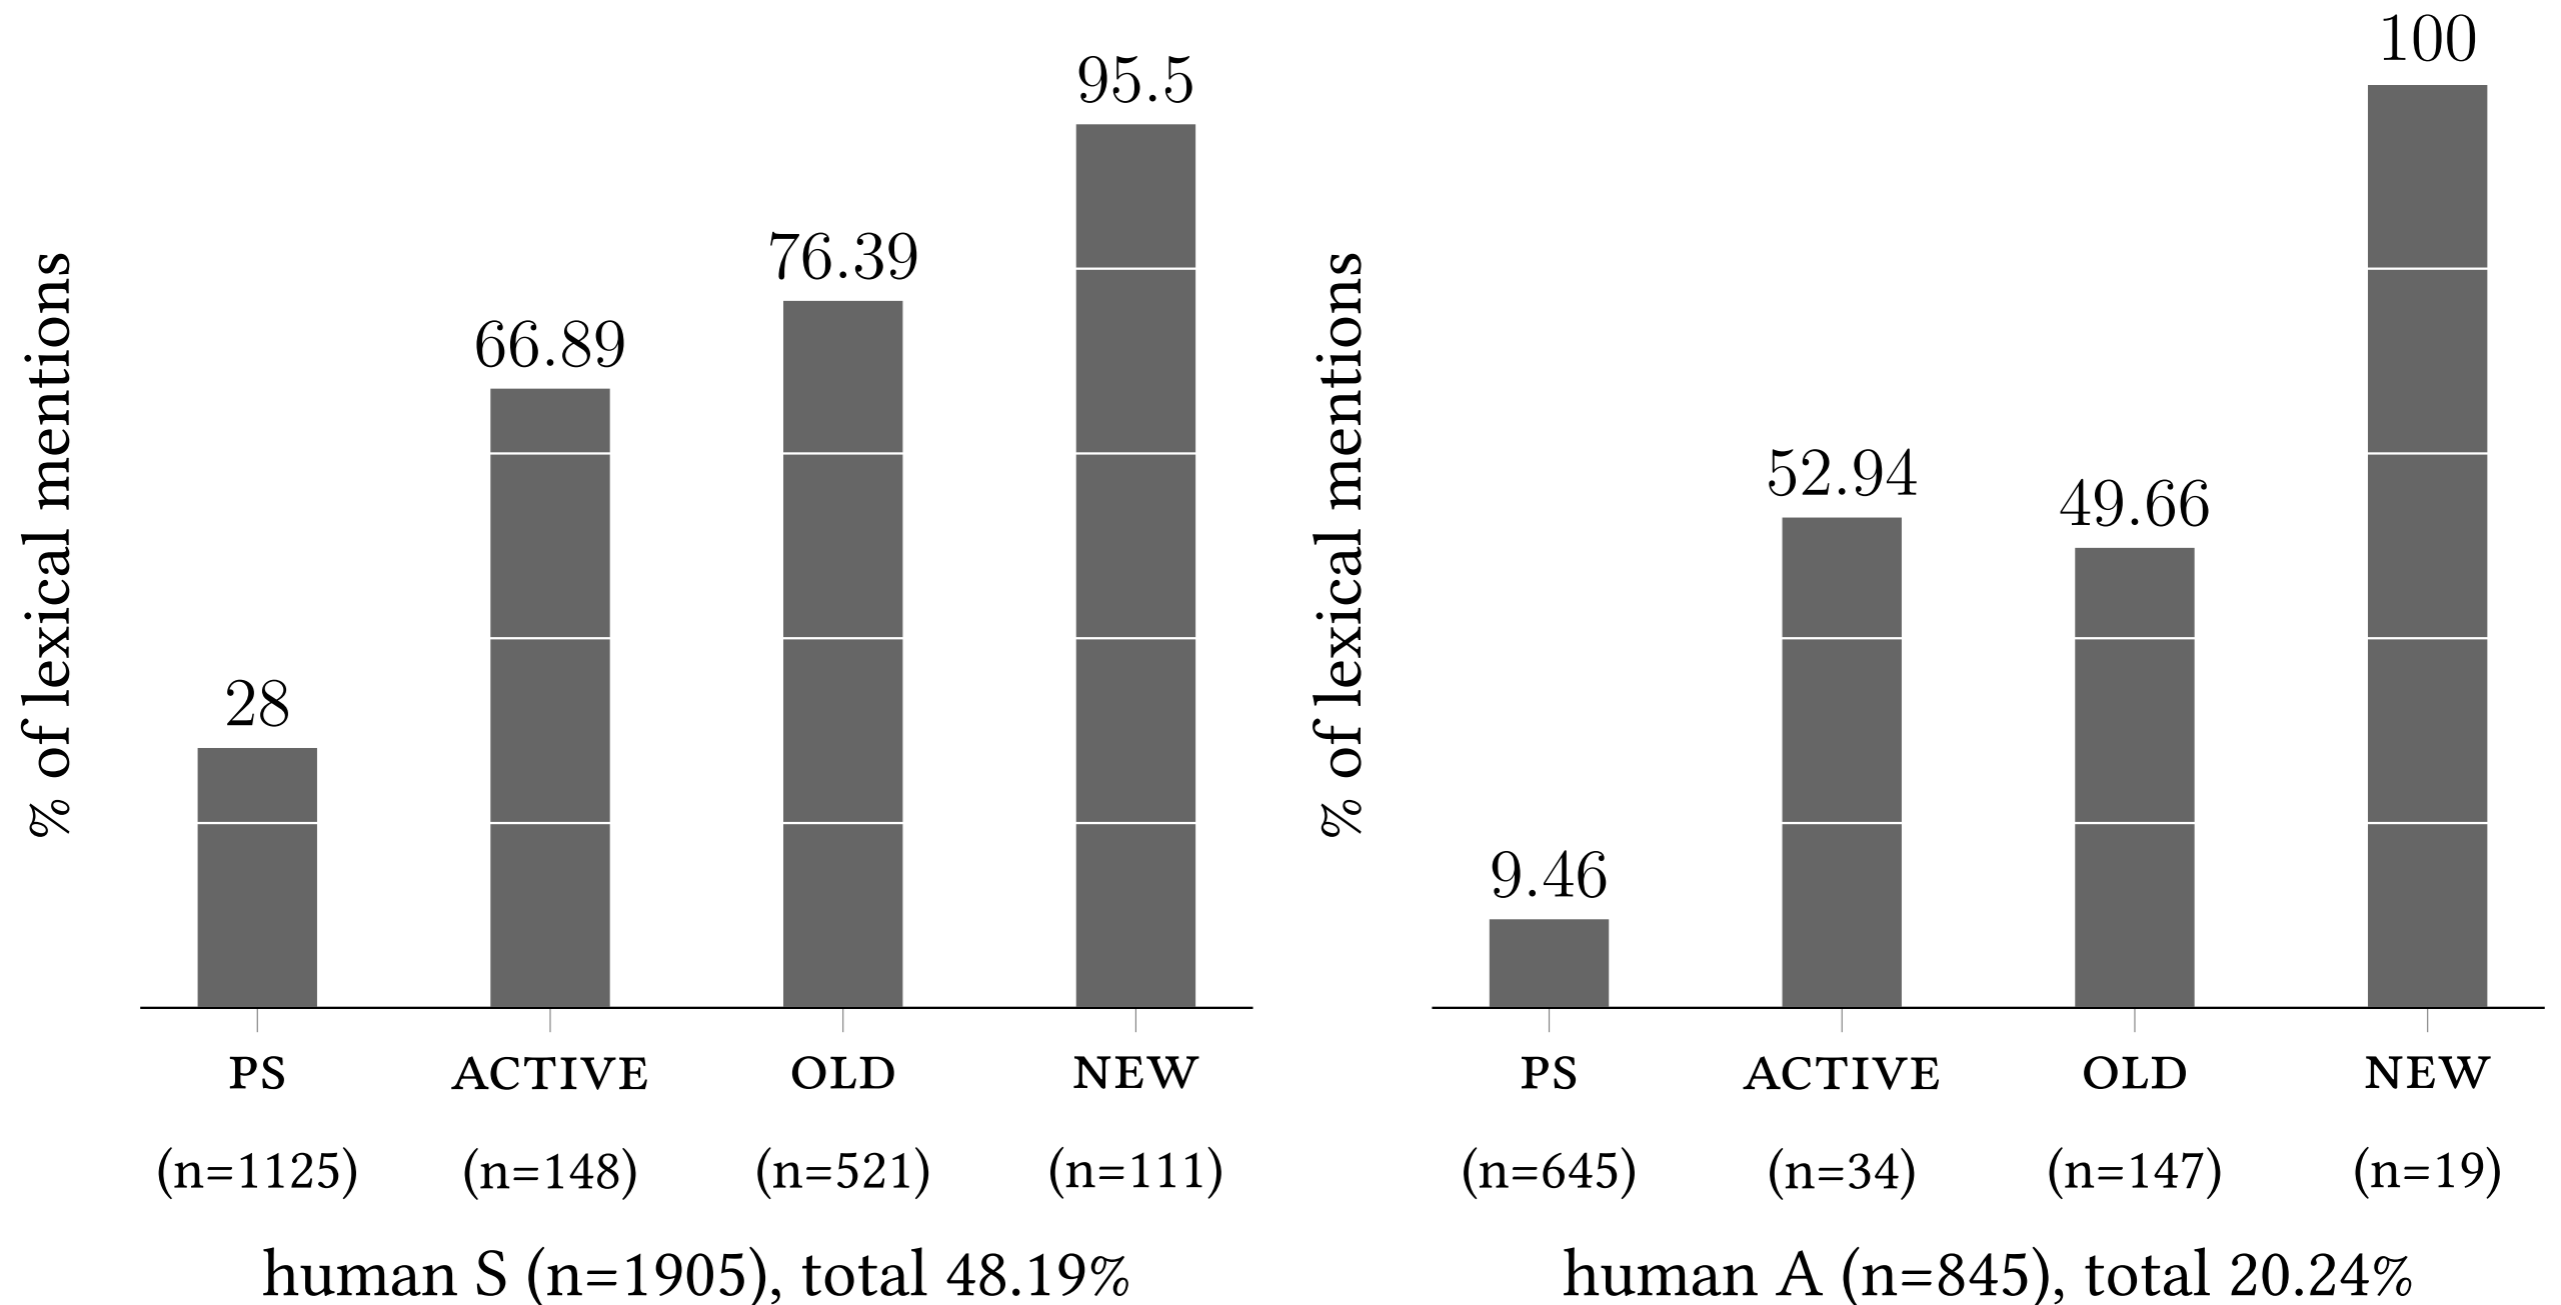 % of lexical mentions
28
66.89
76.39
95.5
PS ACTIVE OLD NEW
(n=1125) (n=148) (n=521) (n=111)
human S (n=1905), total 48.19%
% of lexical mentions
9.46
52.94
49.66
100
PS ACTIVE OLD NEW
(n=645) (n=34) (n=147) (n=19)
human A (n=845), total 20.24%